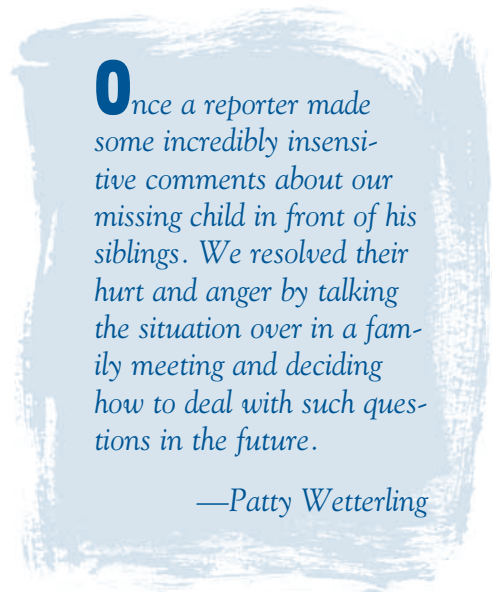 Once a reporter made
some incredibly insensi-
tive comments about our
missing child in front of his
siblings. We resolved their
hurt and anger by talking
the situation over in a fam-
ily meeting and deciding
how to deal with such ques-
tions in the future.
—Patty Wetterling